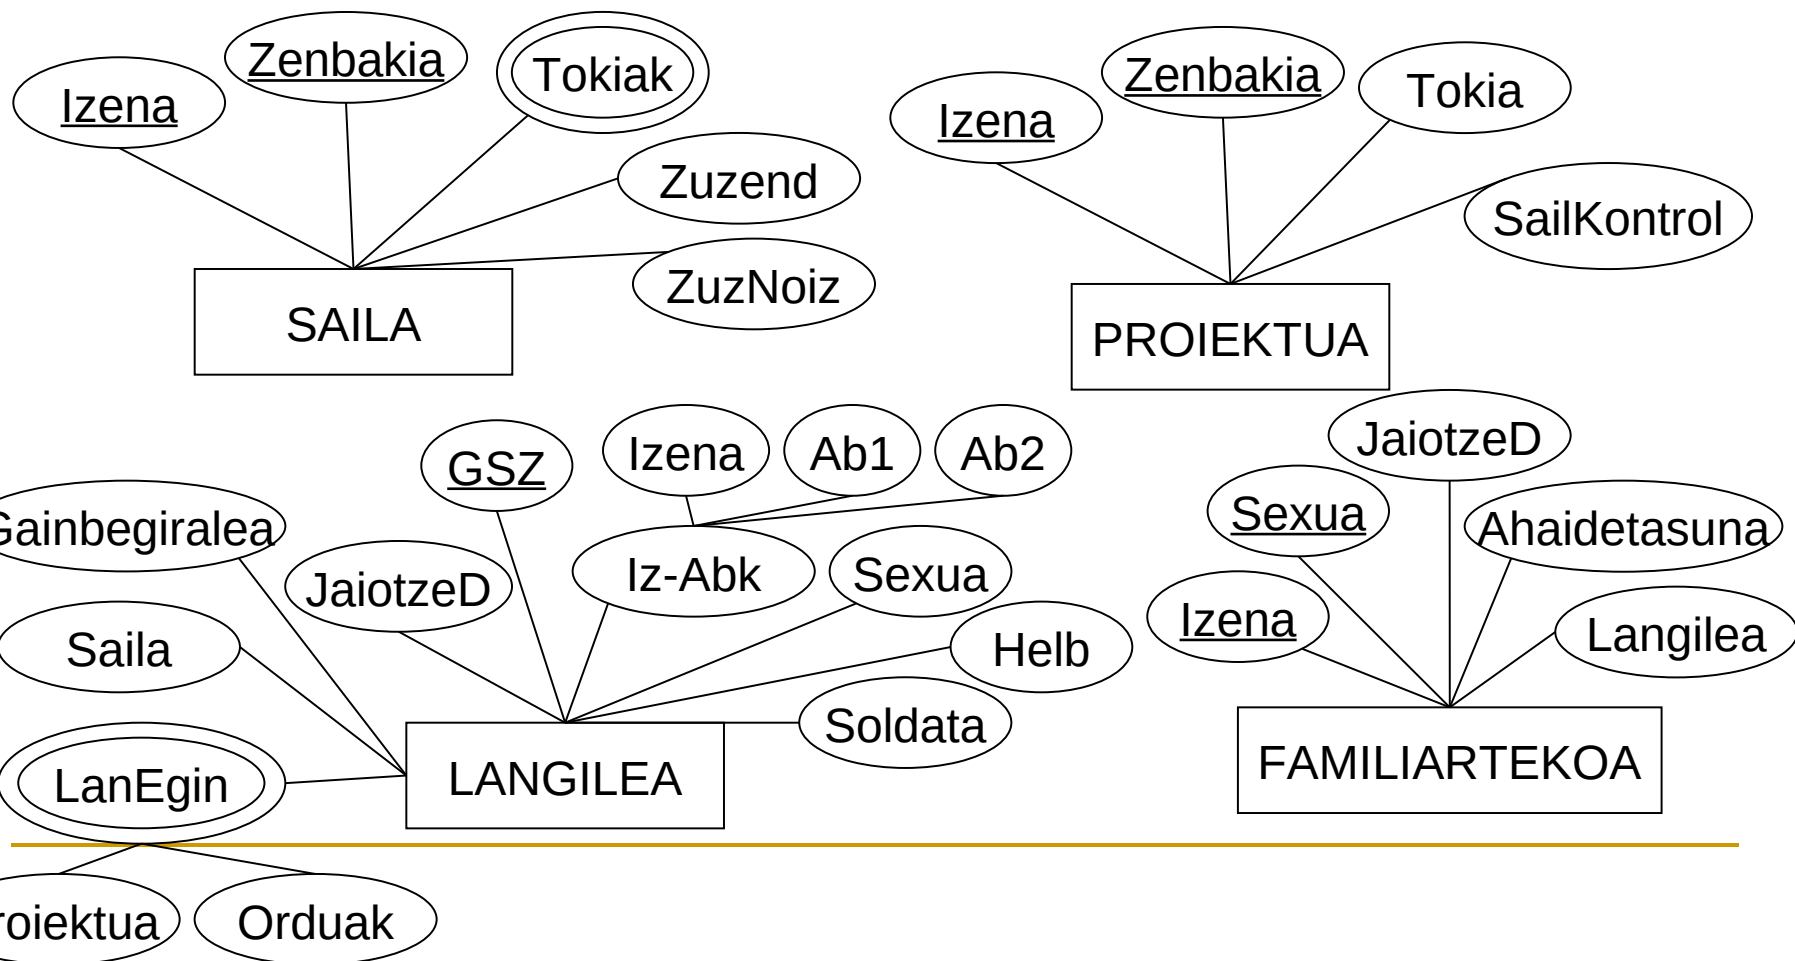 Izena
Zenbakia
Tokiak
Zuzend
ZuzNoiz
SAILA
Izena
Zenbakia
Tokia
SailKontrol
PROIEKTUA
GSZ
Izena
Ab1
Ab2
Gainbegiralea
JaiotzeD
Iz-Abk
Sexua
Saila
Helb
Soldata
LanEgin
LANGILEA
roiektua
Orduak
JaiotzeD
Sexua
Ahaidetasuna
Izena
Langilea
FAMILIARTEKOA